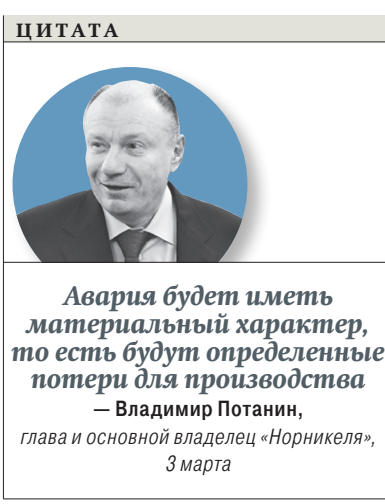 ЦИТАТА
Авария будет иметь
материальный характер,
то есть будут определенные
потери для производства
— Владимир Потанин,
глава и основной владелец «Норникеля»,
3 марта